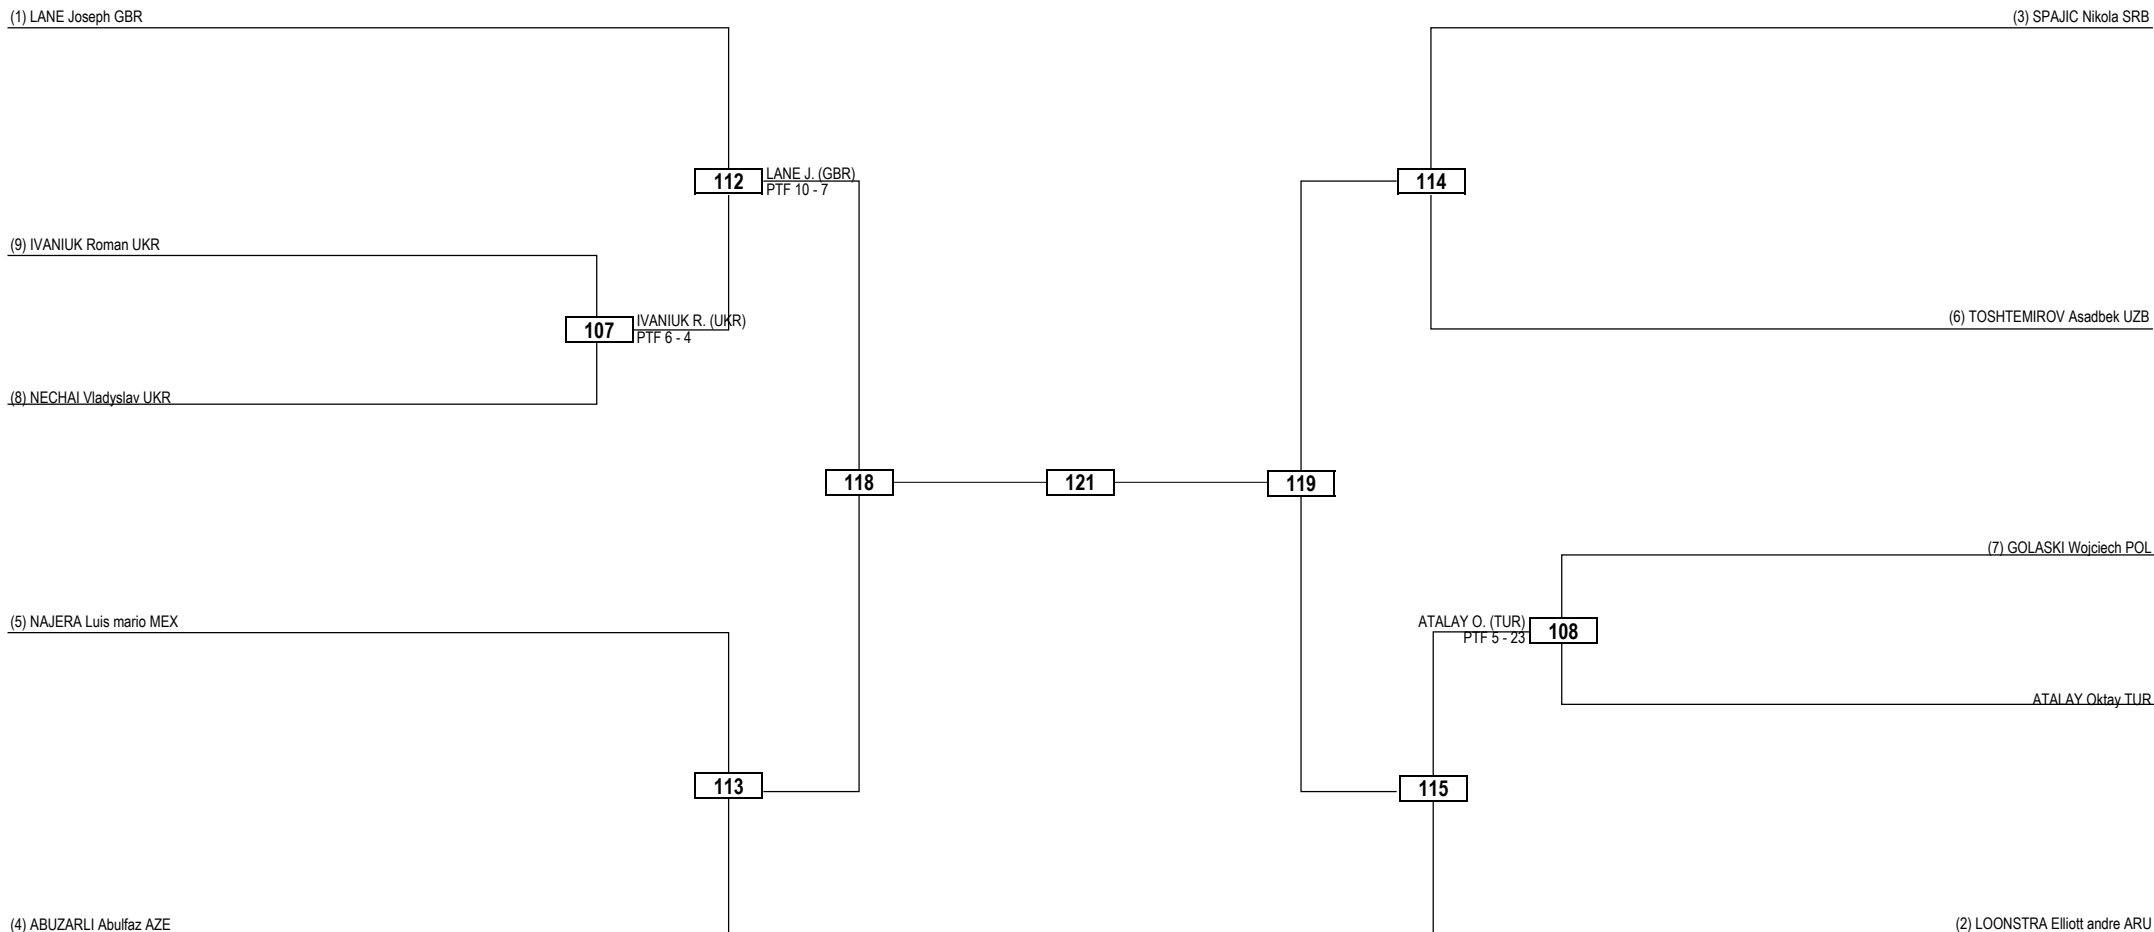 (1) LANE Joseph GBR
(3) SPAJIC Nikola SRB
112
LANE J. (GBR)
PTF 10 - 7
114
(9) IVANIUK Roman UKR
107
IVANIUK R. (UKR)
PTF 6 - 4
(6) TOSHTEMIROV Asadbek UZB
(8) NECHAI Vladyslav UKR
118
121
119
(7) GOLASKI Wojciech POL
(5) NAJERA Luis mario MEX
ATALAY O. (TUR)
PTF 5 - 23
108
ATALAY Oktay TUR
113
115
(4) ABUZARLI Abulfaz AZE
(2) LOONSTRA Elliott andre ARU